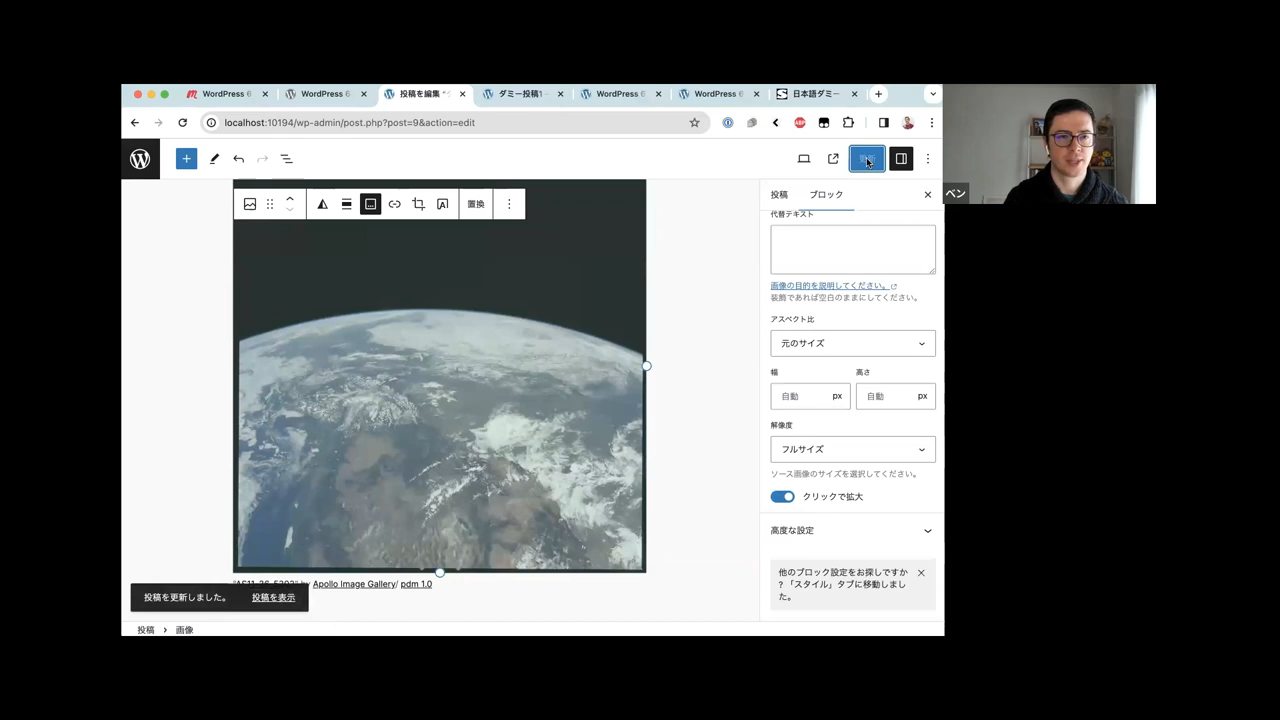 WordPress 6
WordPress 6
投稿を編集 “
ダミー投稿1
WordPress 6
WordPress 6
日本語ダミー
localhost:10194/wp-admin/post.php?post=9&action=edit
ABP
置換
投稿
ブロック
代替テキスト
画像の目的を説明してください。
装飾であれば空白のままにしてください。
アスペクト比
元のサイズ
幅
高さ
自動 px
自動 px
解像度
フルサイズ
ソース画像のサイズを選択してください。
クリックで拡大
高度な設定
他のブロック設定をお探しですか
? 「スタイル」タブに移動しまし
た。
"AS11-36-5302" by Apollo Image Gallery/ pdm 1.0
投稿を更新しました。
投稿を表示
投稿 > 画像
ベン